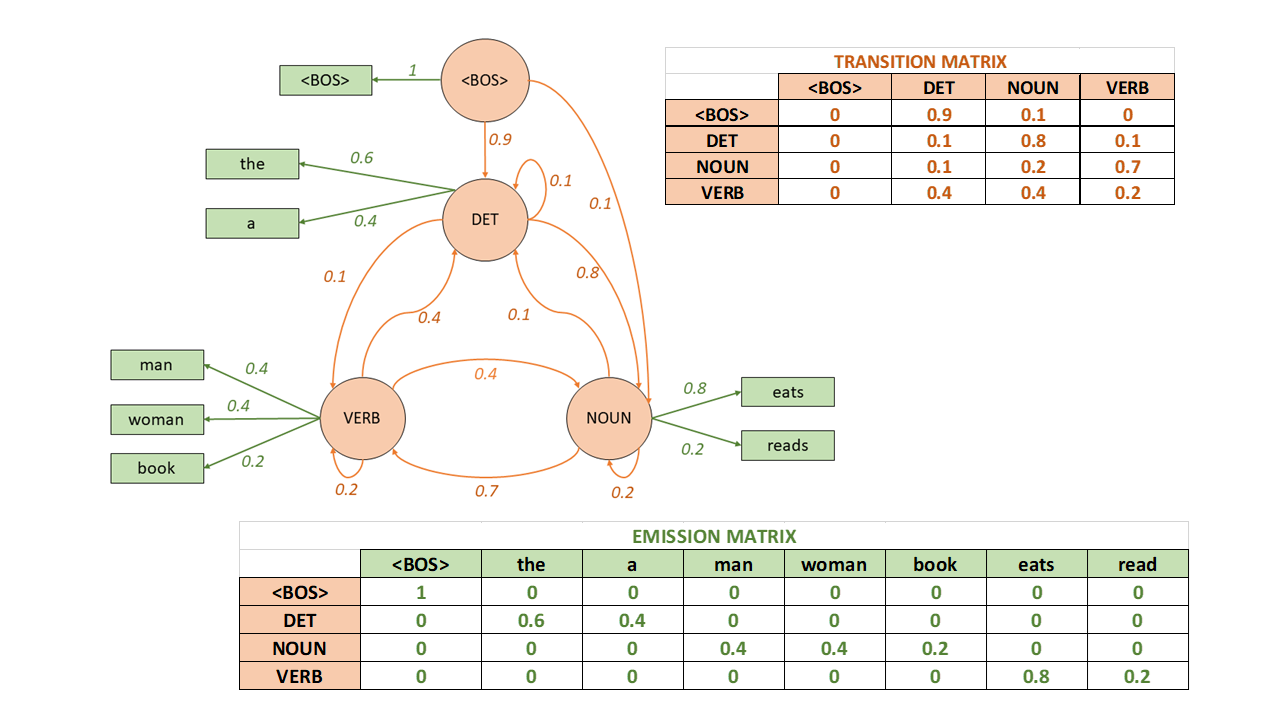 <BOS>
1
<BOS>
0.9
the
0.6
a
0.4
DET
0.1
0.1
0.1
0.8
0.4
0.1
man
0.4
woman
0.4
book
0.2
VERB
0.4
NOUN
0.8
eats
0.2
reads
0.2
0.7
0.2
TRANSITION MATRIX
<BOS> DET NOUN VERB
<BOS> 0 0.9 0.1 0
DET 0 0.1 0.8 0.1
NOUN 0 0.1 0.2 0.7
VERB 0 0.4 0.4 0.2
EMISSION MATRIX
<BOS> the a man woman book eats read
<BOS> 1 0 0 0 0 0 0 0
DET 0 0.6 0.4 0 0 0 0 0
NOUN 0 0 0 0.4 0.4 0.2 0 0
VERB 0 0 0 0 0 0 0.8 0.2